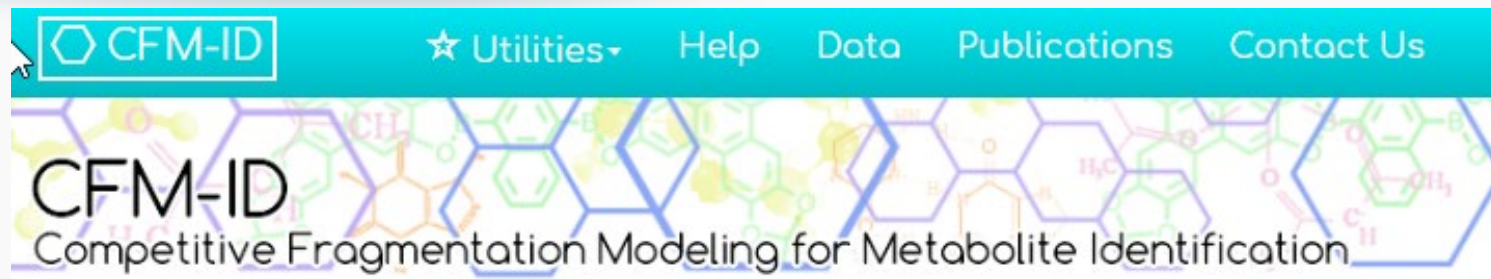 CFM-ID ☆ Utilities▾ Help Data Publications Contact Us
CFM-ID
Competitive Fragmentation Modeling for Metabolite Identification